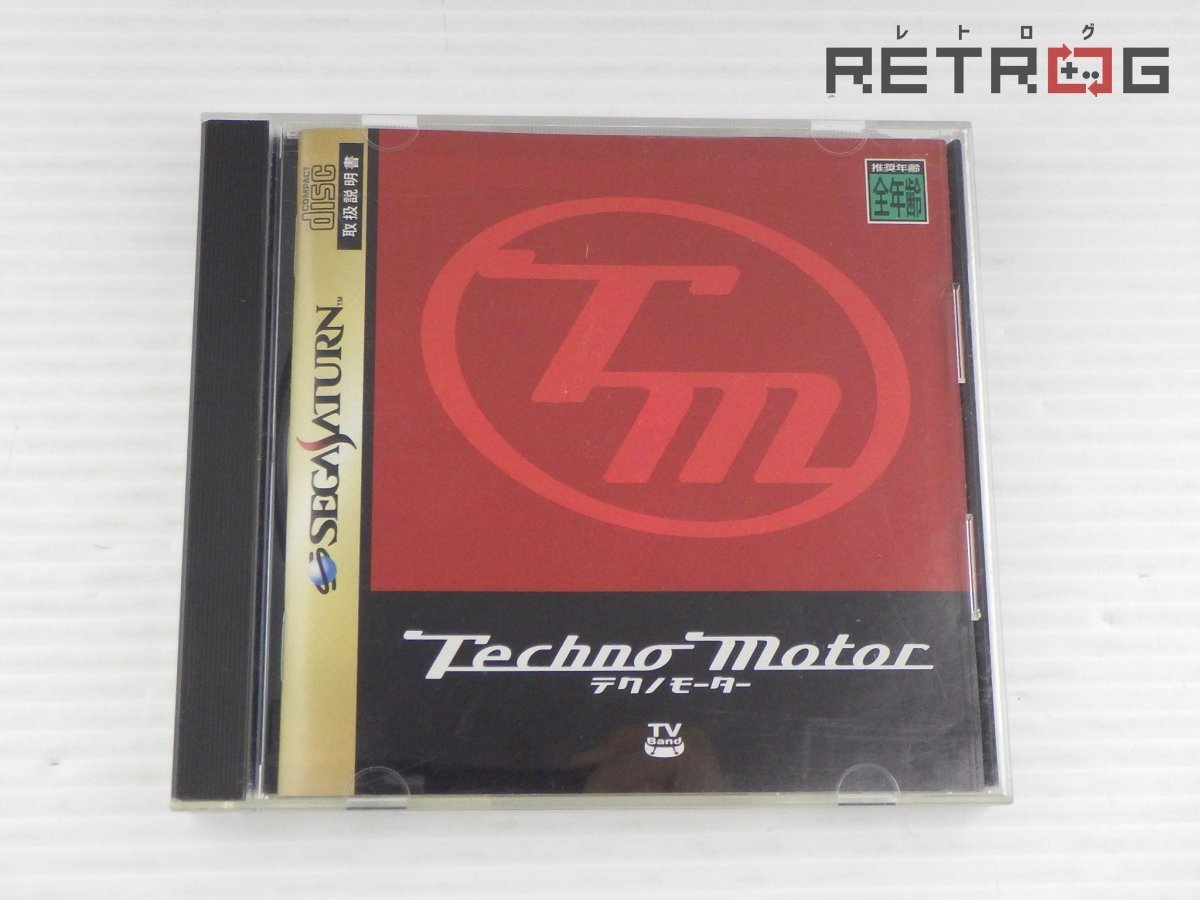 レトログ
RETROG
COMPACT
disc
取扱説明書
SEGA SATURN™
推奨年齢
全年齢
TM
Techno Motor
テクノモーター
TV
Band